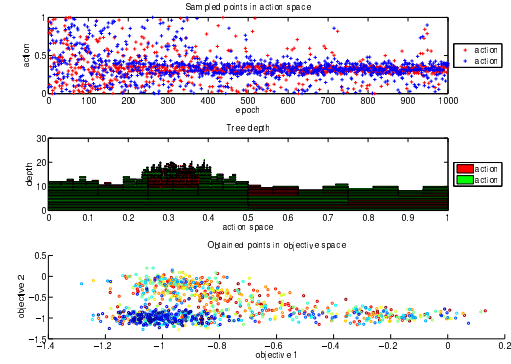 Sampled points in action space
1
0.5
0
action
0 100 200 300 400 500 600 700 800 900 1000
epoch
action
action
Tree depth
30
20
10
0
depth
0 0.1 0.2 0.3 0.4 0.5 0.6 0.7 0.8 0.9 1
action space
action
action
Obtained points in objective space
0.5
0
-0.5
-1
-1.5
objective 2
-1.4 -1.2 -1 -0.8 -0.6 -0.4 -0.2 0 0.2
objective 1